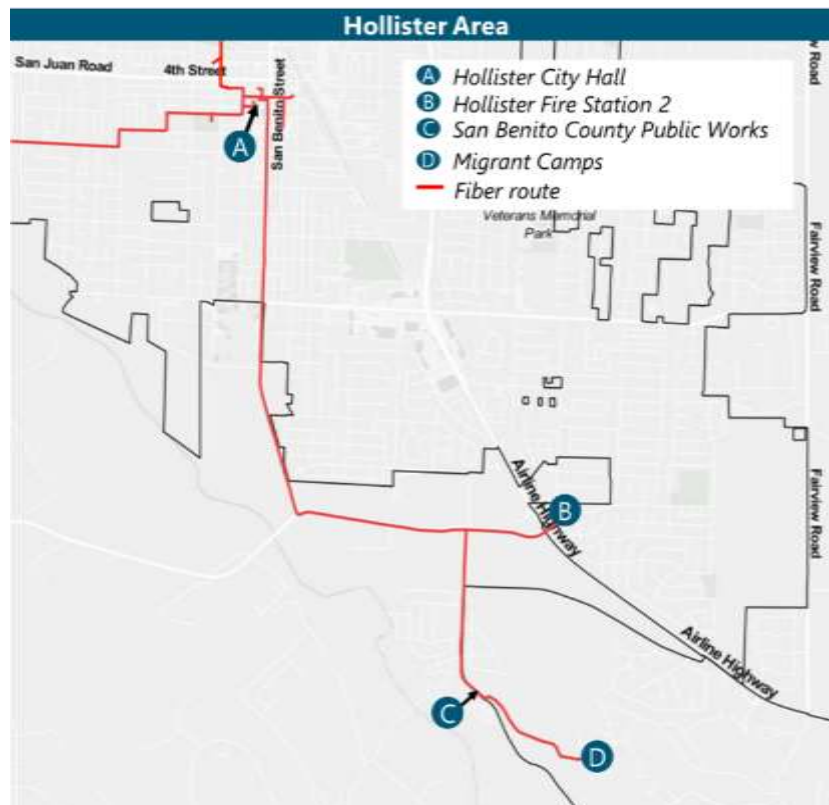 Hollister Area
San Juan Road
4th Street
San Benito Street
A Hollister City Hall
B Hollister Fire Station 2
C San Benito County Public Works
D Migrant Camps
Fiber route
w Road
A
Veterans Memorial
Park
Fairview Road
Airline Highway
B
Fairview Road
Airline Highway
C
D